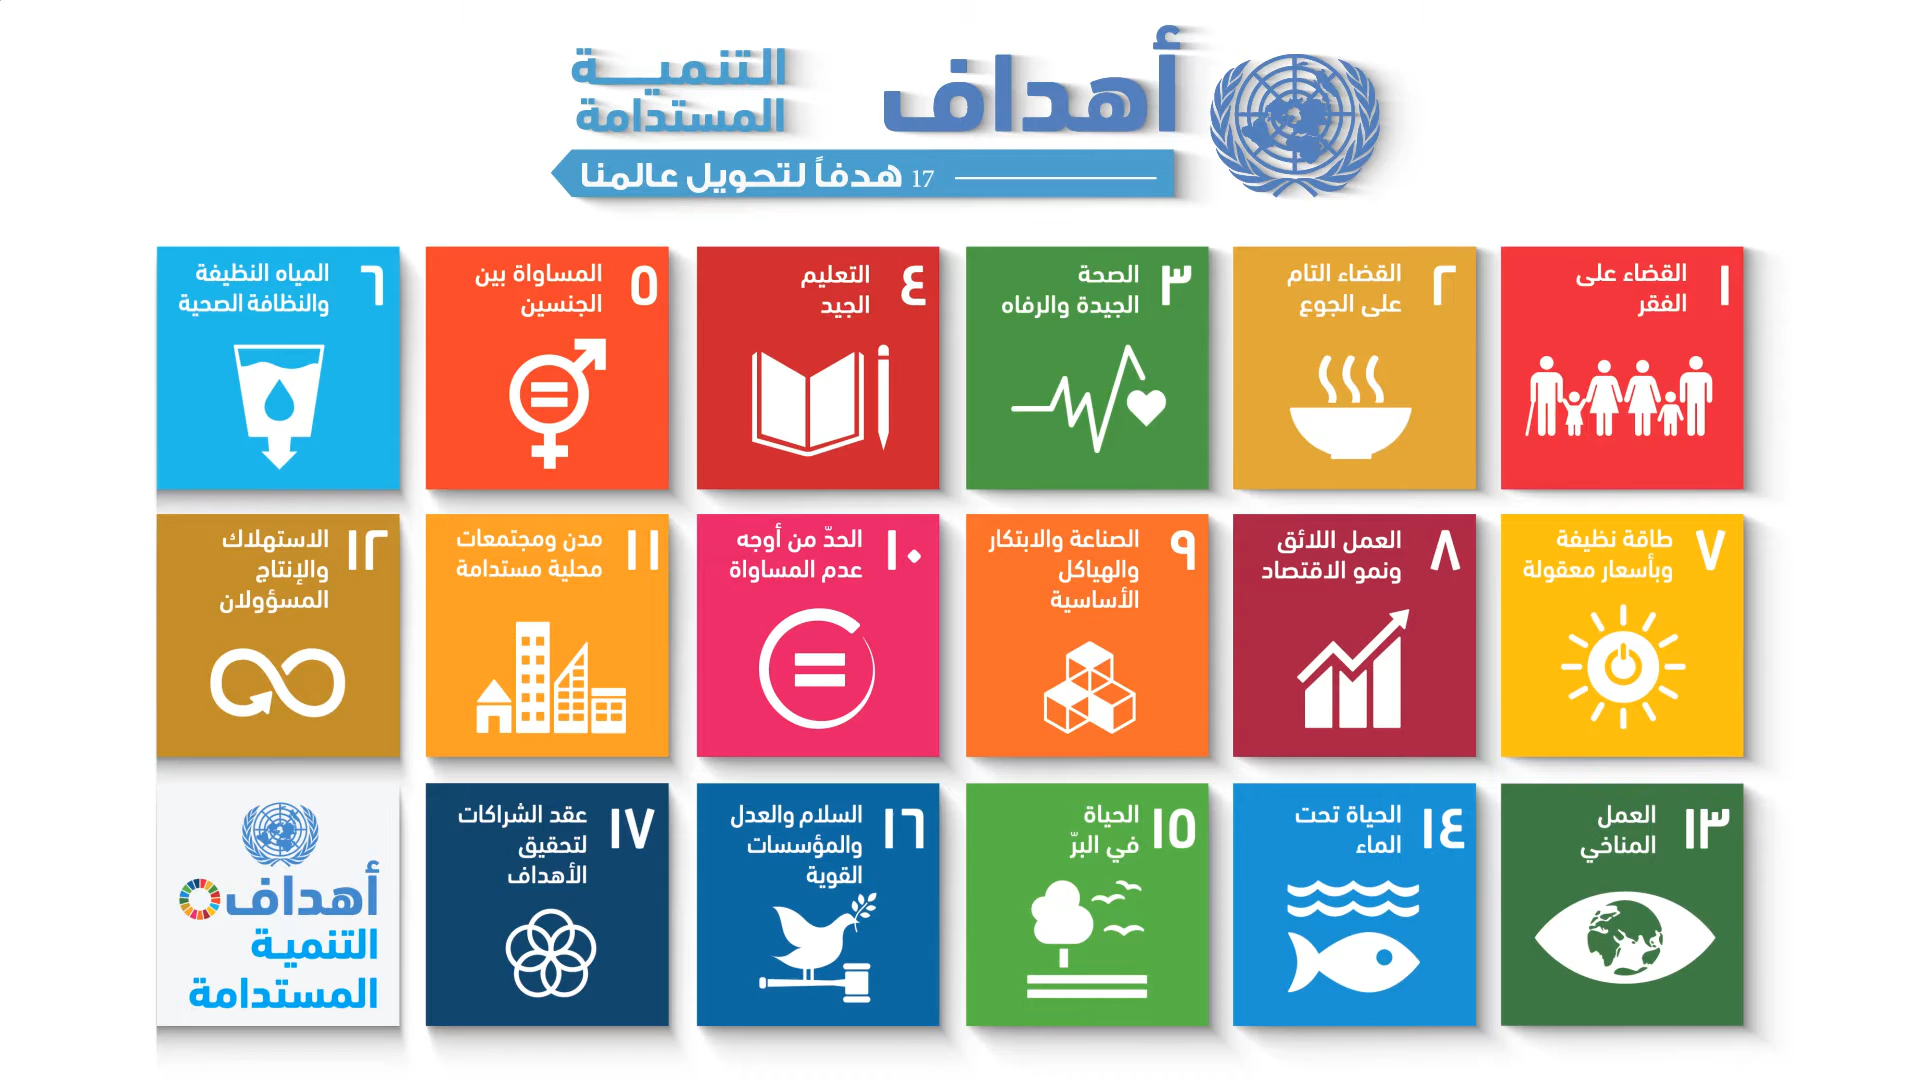 أهداف
التنميـــة
المستدامة
17 هدفاً لتحويل عالمنا
١
القضاء على
الفقر
٢
القضاء التام
على الجوع
٣
الصحة
الجيدة والرفاه
٤
التعليم
الجيد
٥
المساواة بين
الجنسين
٦
المياه النظيفة
والنظافة الصحية
٧
طاقة نظيفة
وبأسعار معقولة
٨
العمل اللائق
ونمو الاقتصاد
٩
الصناعة والابتكار
والهياكل
الأساسية
١٠
الحدّ من أوجه
عدم المساواة
١١
مدن ومجتمعات
محلية مستدامة
١٢
الاستهلاك
والإنتاج
المسؤولان
١٣
العمل
المناخي
١٤
الحياة تحت
الماء
١٥
الحياة
في البرّ
١٦
السلام والعدل
والمؤسسات
القوية
١٧
عقد الشراكات
لتحقيق
الأهداف
أهداف
التنميـة
المستدامة